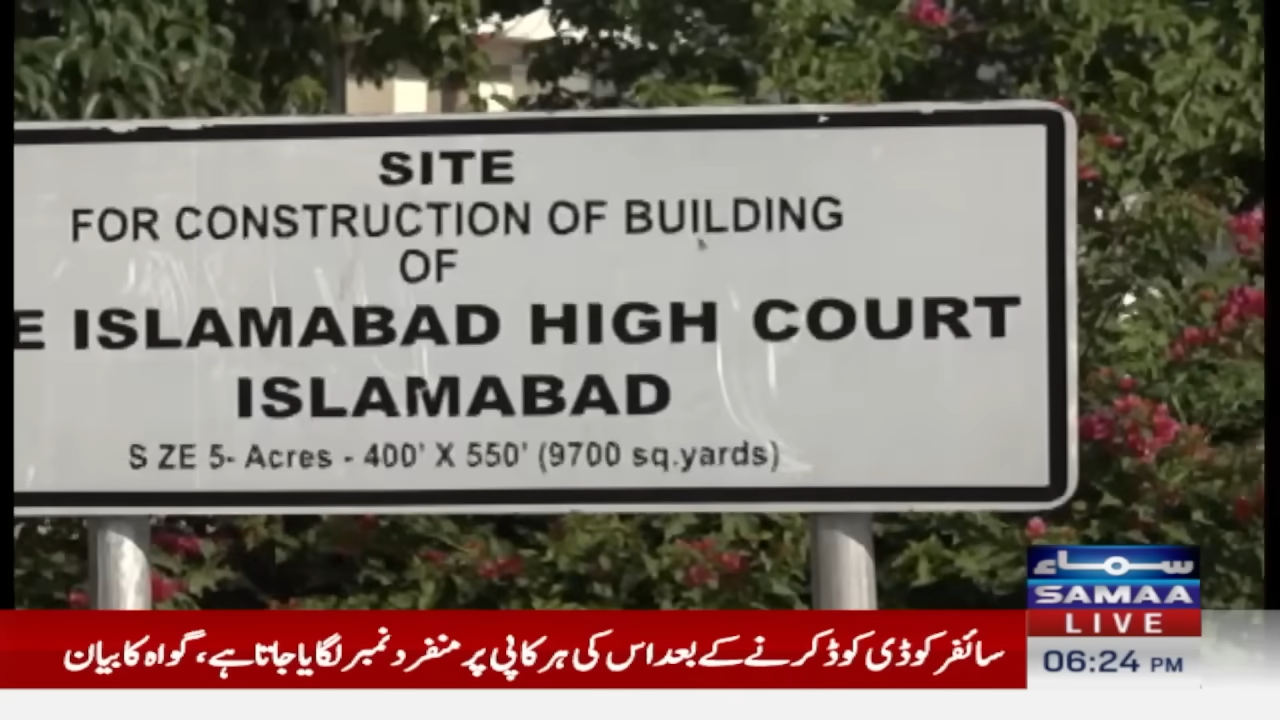 SITE
FOR CONSTRUCTION OF BUILDING
OF
E ISLAMABAD HIGH COURT
ISLAMABAD
S ZE 5- Acres - 400' X 550' (9700 sq.yards)
سماء
SAMAA
LIVE
06:24 PM
سائفر کو ڈی کوڈ کرنے کے بعد اس کی ہر کاپی پر منفرد نمبر لگایا جاتا ہے، گواہ کا بیان